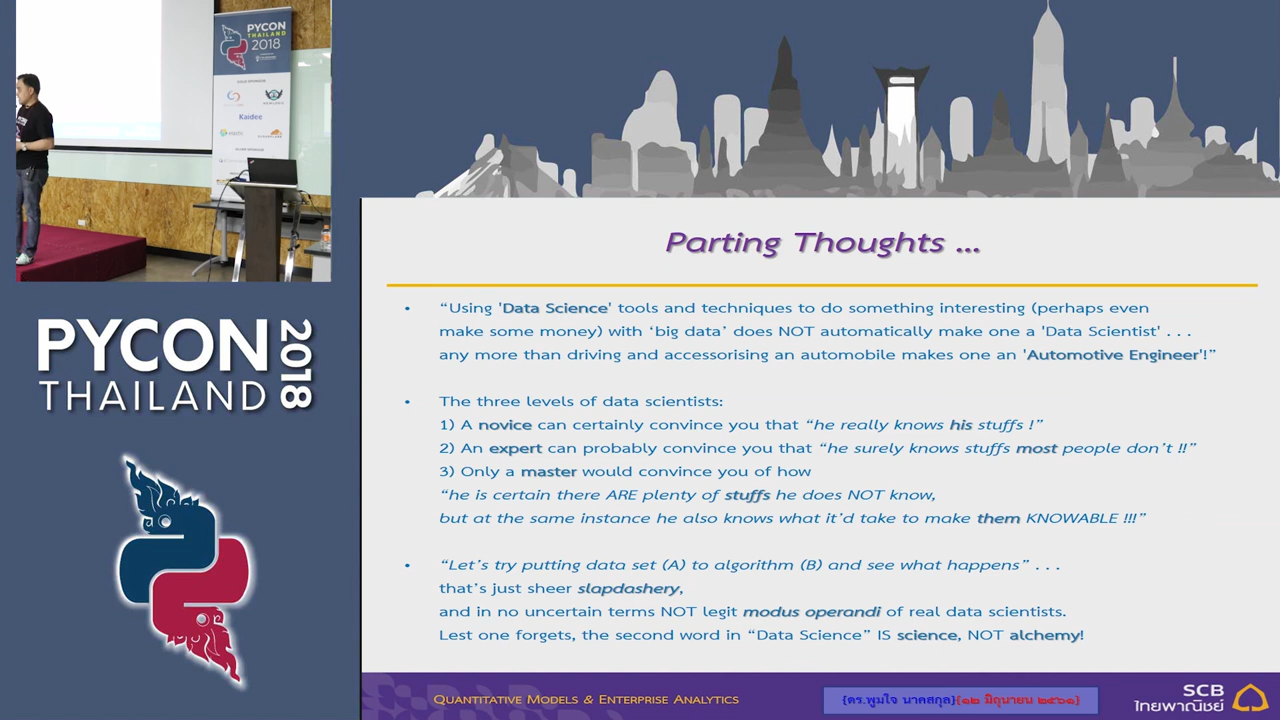 PYCON
THAILAND
2018
Kaidee
PYCON
THAILAND
2018
Parting Thoughts ...
• “Using 'Data Science' tools and techniques to do something interesting (perhaps even
make some money) with ‘big data’ does NOT automatically make one a 'Data Scientist' . . .
any more than driving and accessorising an automobile makes one an 'Automotive Engineer'!”
• The three levels of data scientists:
1) A novice can certainly convince you that “he really knows his stuffs !”
2) An expert can probably convince you that “he surely knows stuffs most people don’t !!”
3) Only a master would convince you of how
“he is certain there ARE plenty of stuffs he does NOT know,
but at the same instance he also knows what it’d take to make them KNOWABLE !!!”
• “Let’s try putting data set (A) to algorithm (B) and see what happens” . . .
that’s just sheer slapdashery,
and in no uncertain terms NOT legit modus operandi of real data scientists.
Lest one forgets, the second word in “Data Science” IS science, NOT alchemy!
QUANTITATIVE MODELS & ENTERPRISE ANALYTICS
{ดร.พูมใจ นาคสกุล}{๑๒ มิถุนายน ๒๕๖๑}
SCB
ไทยพาณิชย์